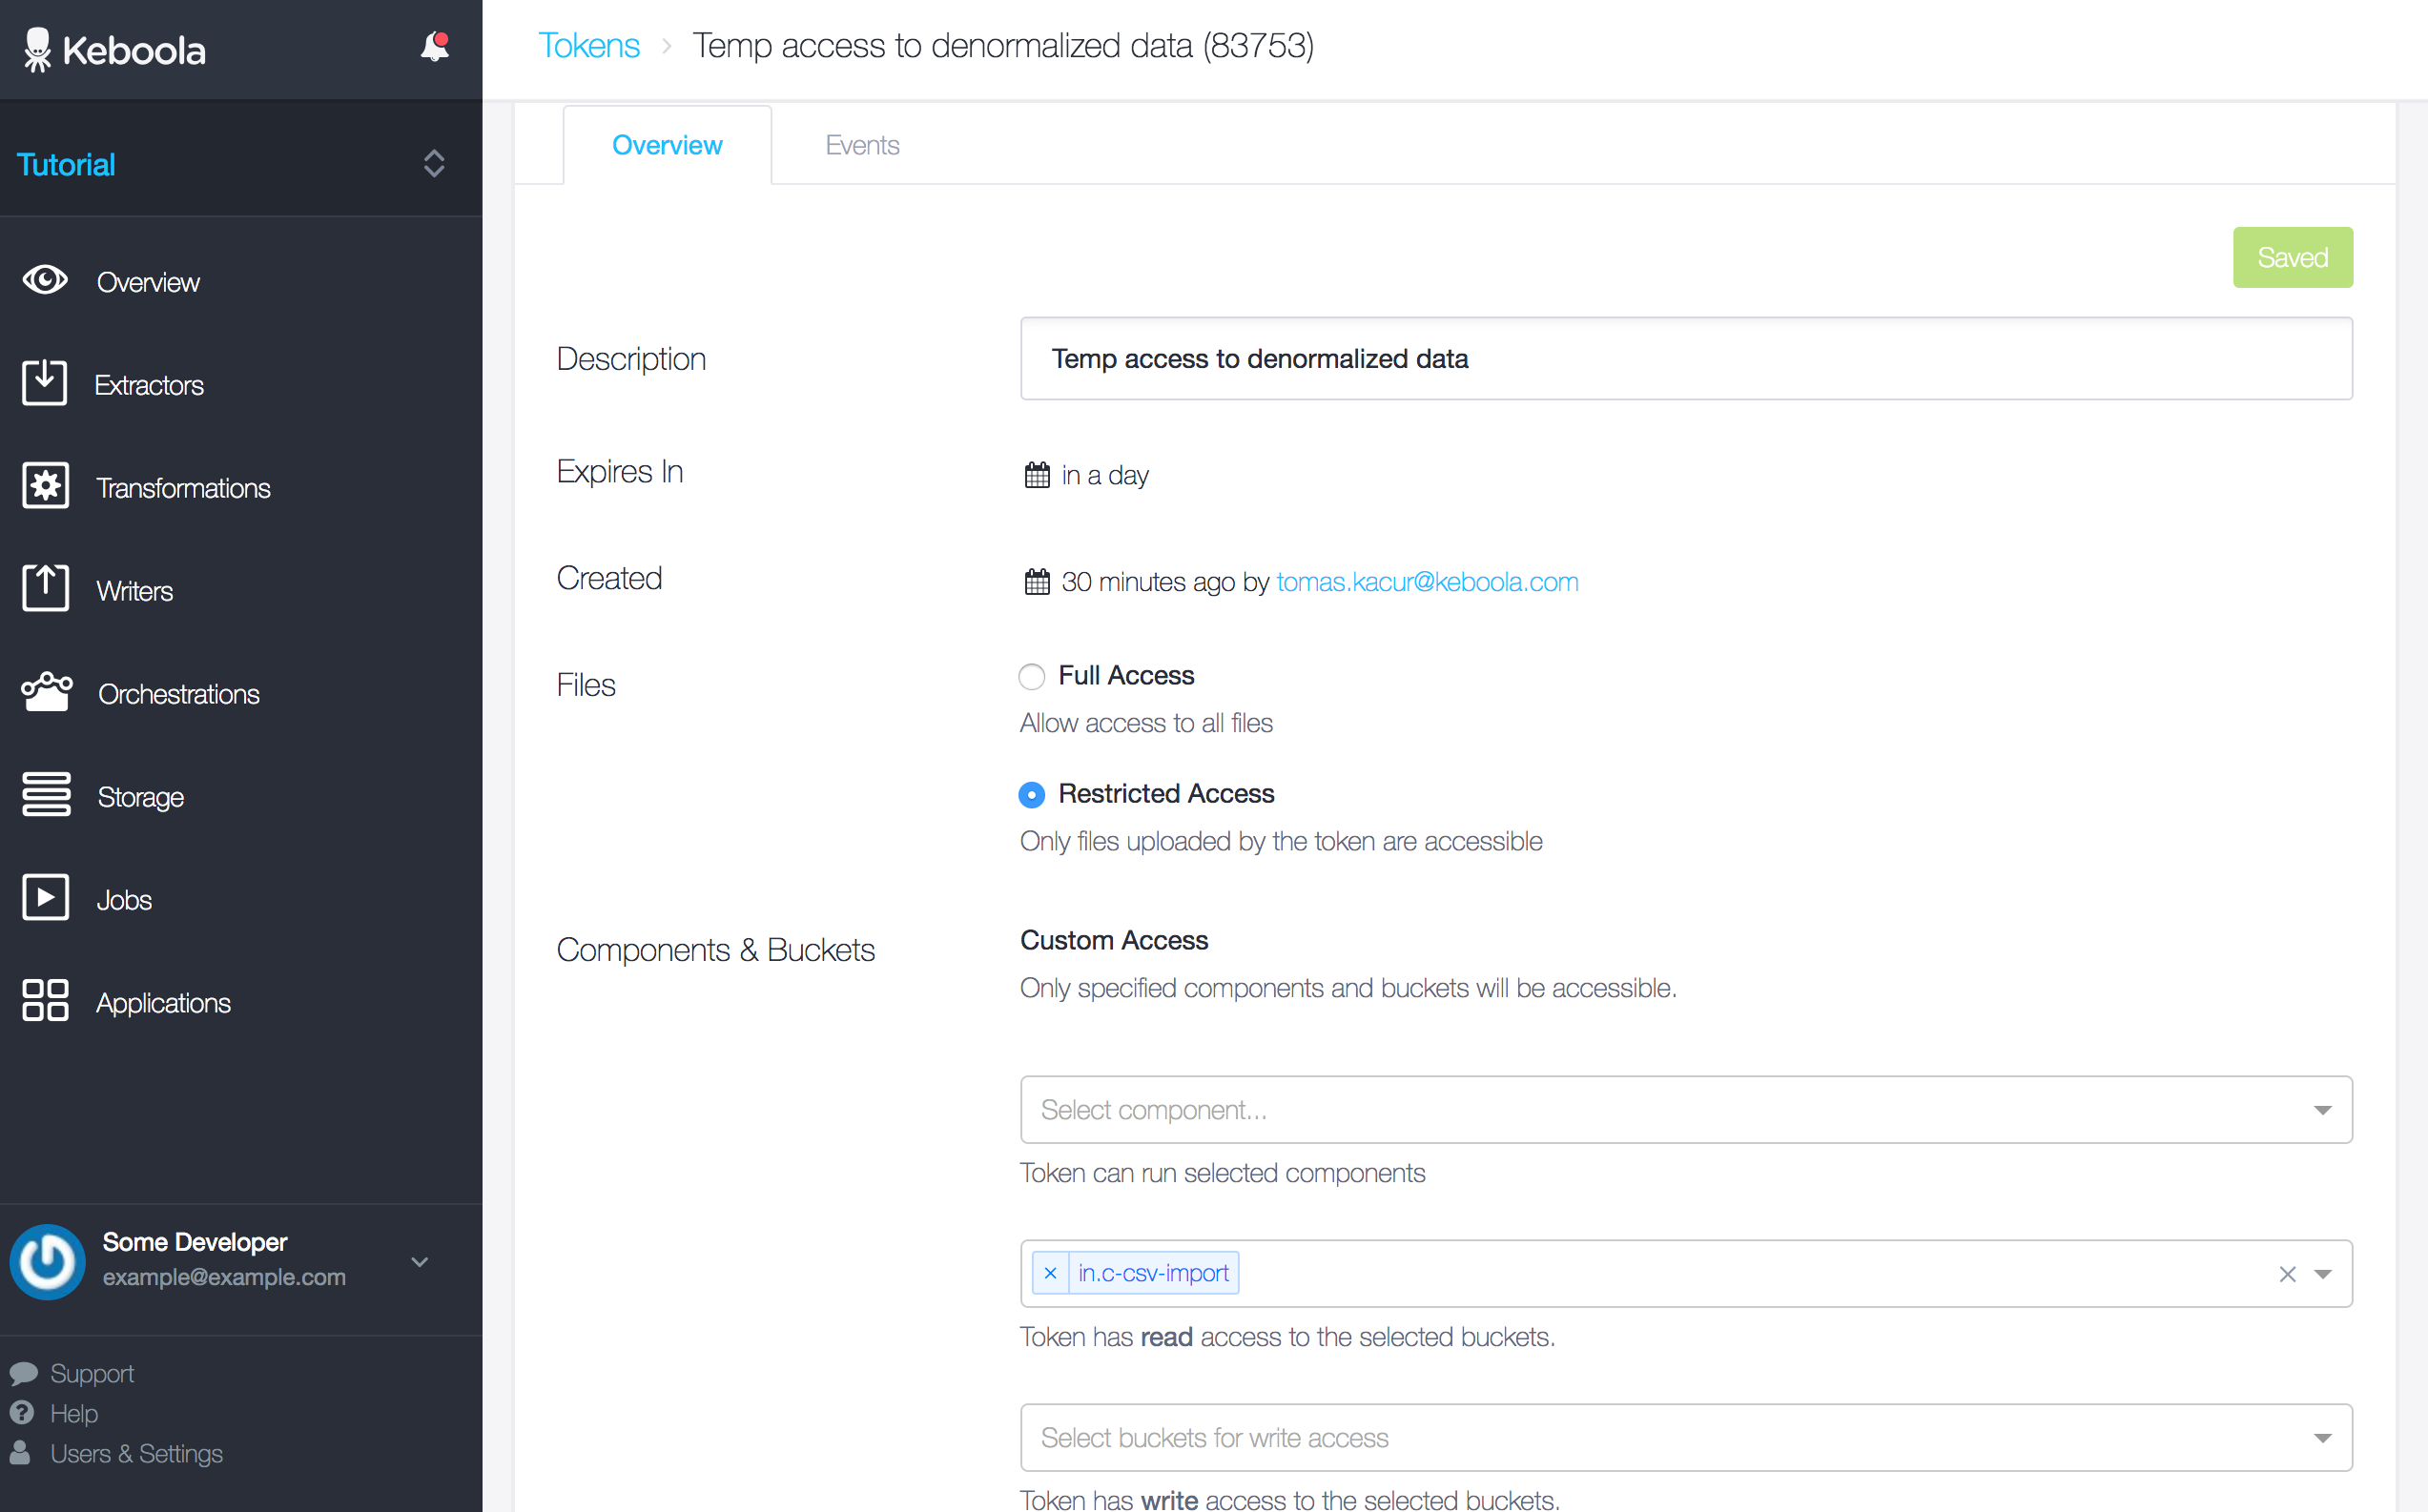 Keboola
Tutorial
Overview
Extractors
Transformations
Writers
Orchestrations
Storage
Jobs
Applications
Some Developer
example@example.com
Support
Help
Users & Settings
Tokens > Temp access to denormalized data (83753)
Overview Events
Saved
Description Temp access to denormalized data
Expires In in a day
Created 30 minutes ago by tomas.kacur@keboola.com
Files Full Access
Allow access to all files
Restricted Access
Only files uploaded by the token are accessible
Components & Buckets Custom Access
Only specified components and buckets will be accessible.
Select component...
Token can run selected components
× in.c-csv-import ×
Token has read access to the selected buckets.
Select buckets for write access
Token has write access to the selected buckets.